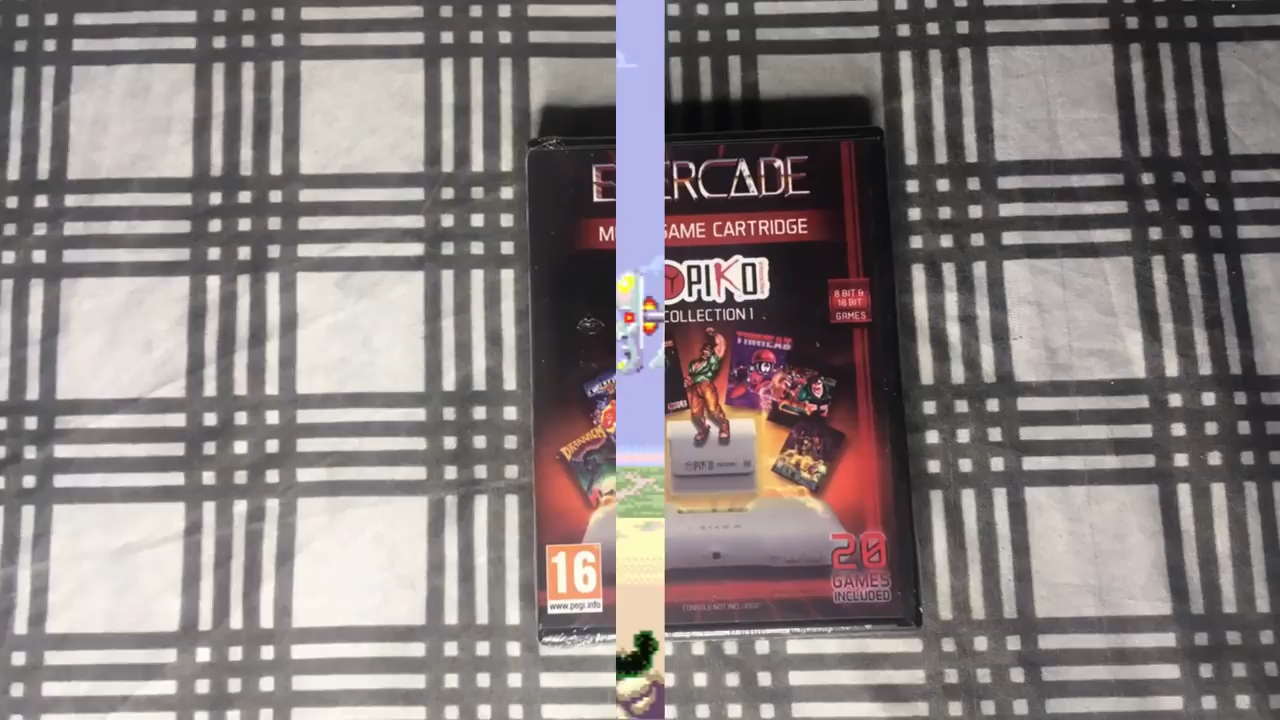 E ERCADE
M GAME CARTRIDGE
PIKO
COLLECTION 1
8 BIT &
16 BIT
GAMES
PIKO
16
www.pegi.info
20
GAMES
INCLUDED
CONSOLE NOT INCLUDED